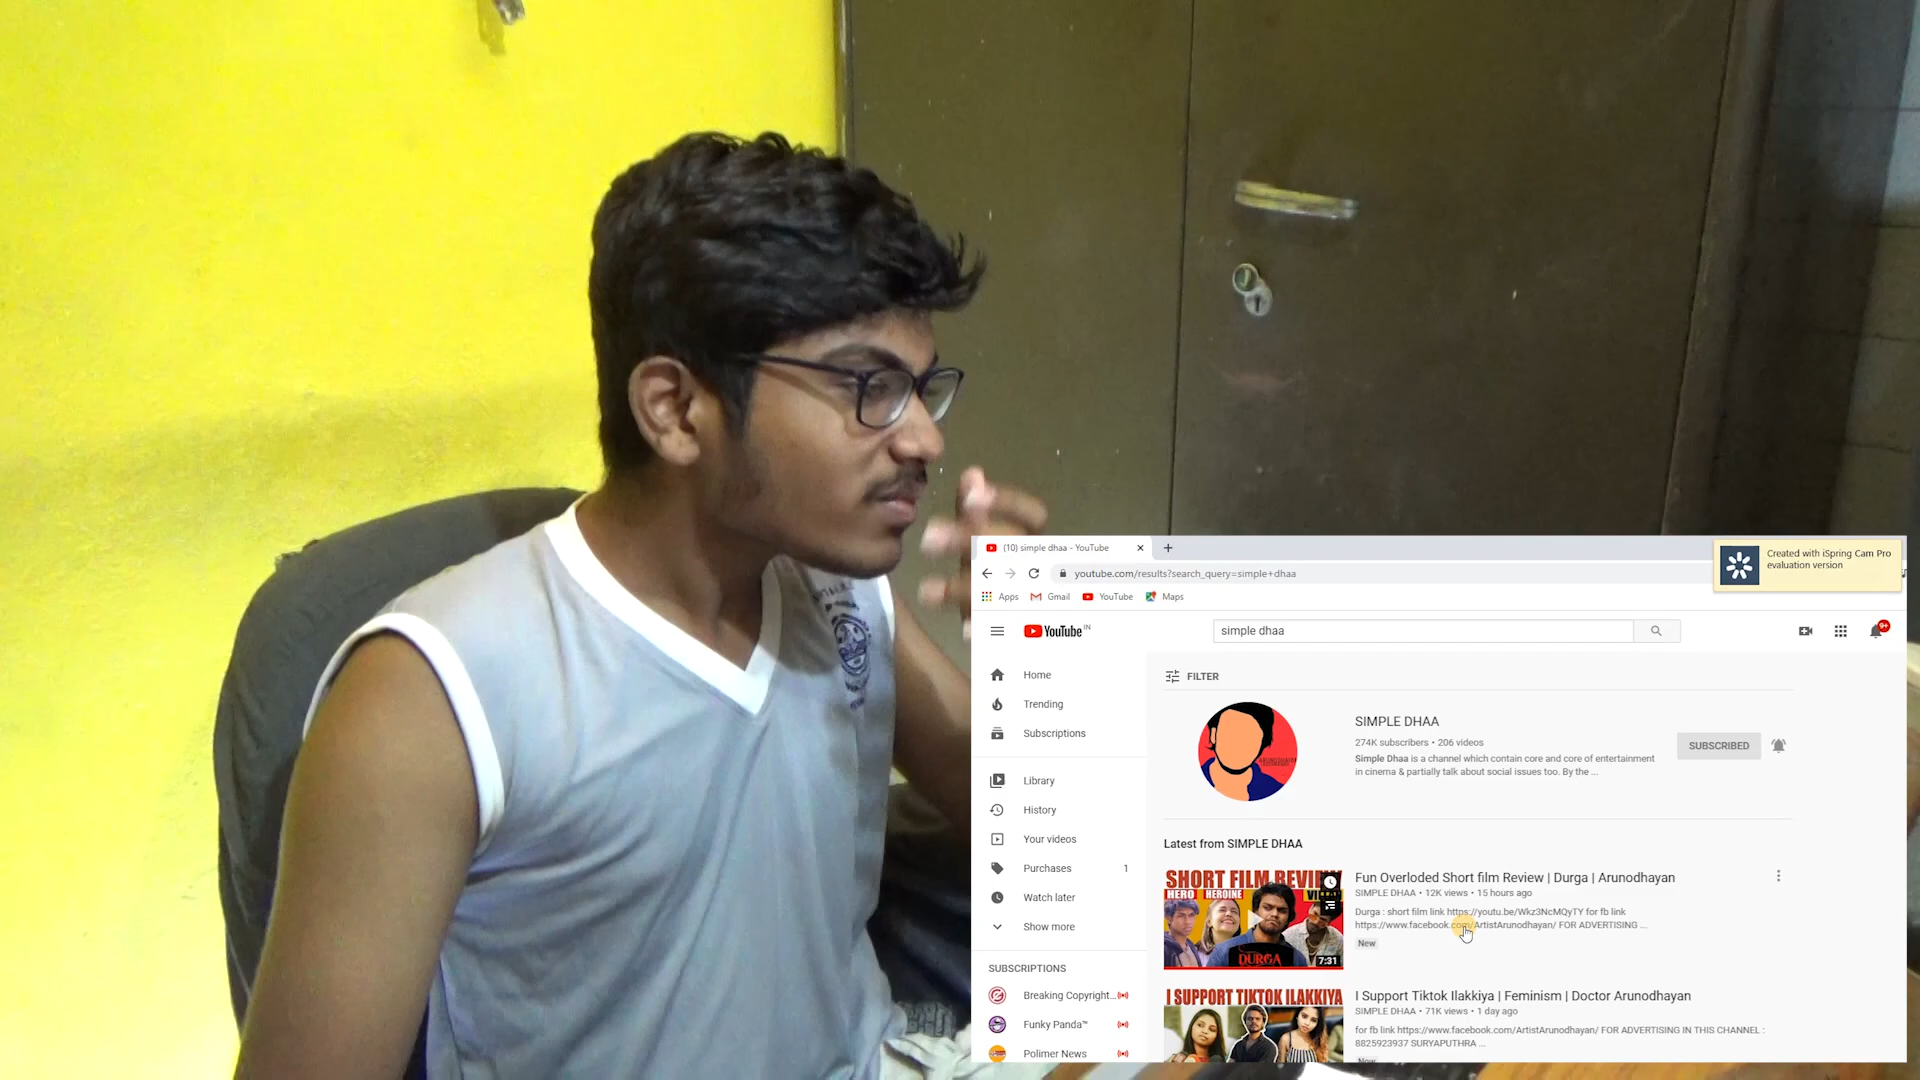 (10) simple dhaa - YouTube
Created with iSpring Cam Pro
evaluation version
youtube.com/results?search_query=simple+dhaa
Apps
Gmail
YouTube
Maps
YouTube IN
simple dhaa
9+
Home
Trending
Subscriptions
Library
History
Your videos
Purchases 1
Watch later
Show more
SUBSCRIPTIONS
Breaking Copyright...
Funky Panda™
Polimer News
FILTER
SIMPLE DHAA
274K subscribers • 206 videos
Simple Dhaa is a channel which contain core and core of entertainment
in cinema & partially talk about social issues too. By the ...
SUBSCRIBED
Latest from SIMPLE DHAA
SHORT FILM REVIEW
HERO HEROINE
DURGA
7:31
Fun Overloded Short film Review | Durga | Arunodhayan
SIMPLE DHAA • 12K views • 15 hours ago
Durga : short film link https://youtu.be/Wkz3NcMQyTY for fb link
https://www.facebook.com/ArtistArunodhayan/ FOR ADVERTISING ...
New
I SUPPORT TIKTOK ILAKKIYA
I Support Tiktok Ilakkiya | Feminism | Doctor Arunodhayan
SIMPLE DHAA • 71K views • 1 day ago
for fb link https://www.facebook.com/ArtistArunodhayan/ FOR ADVERTISING IN THIS CHANNEL :
8825923937 SURYAPUTHRA ...
New